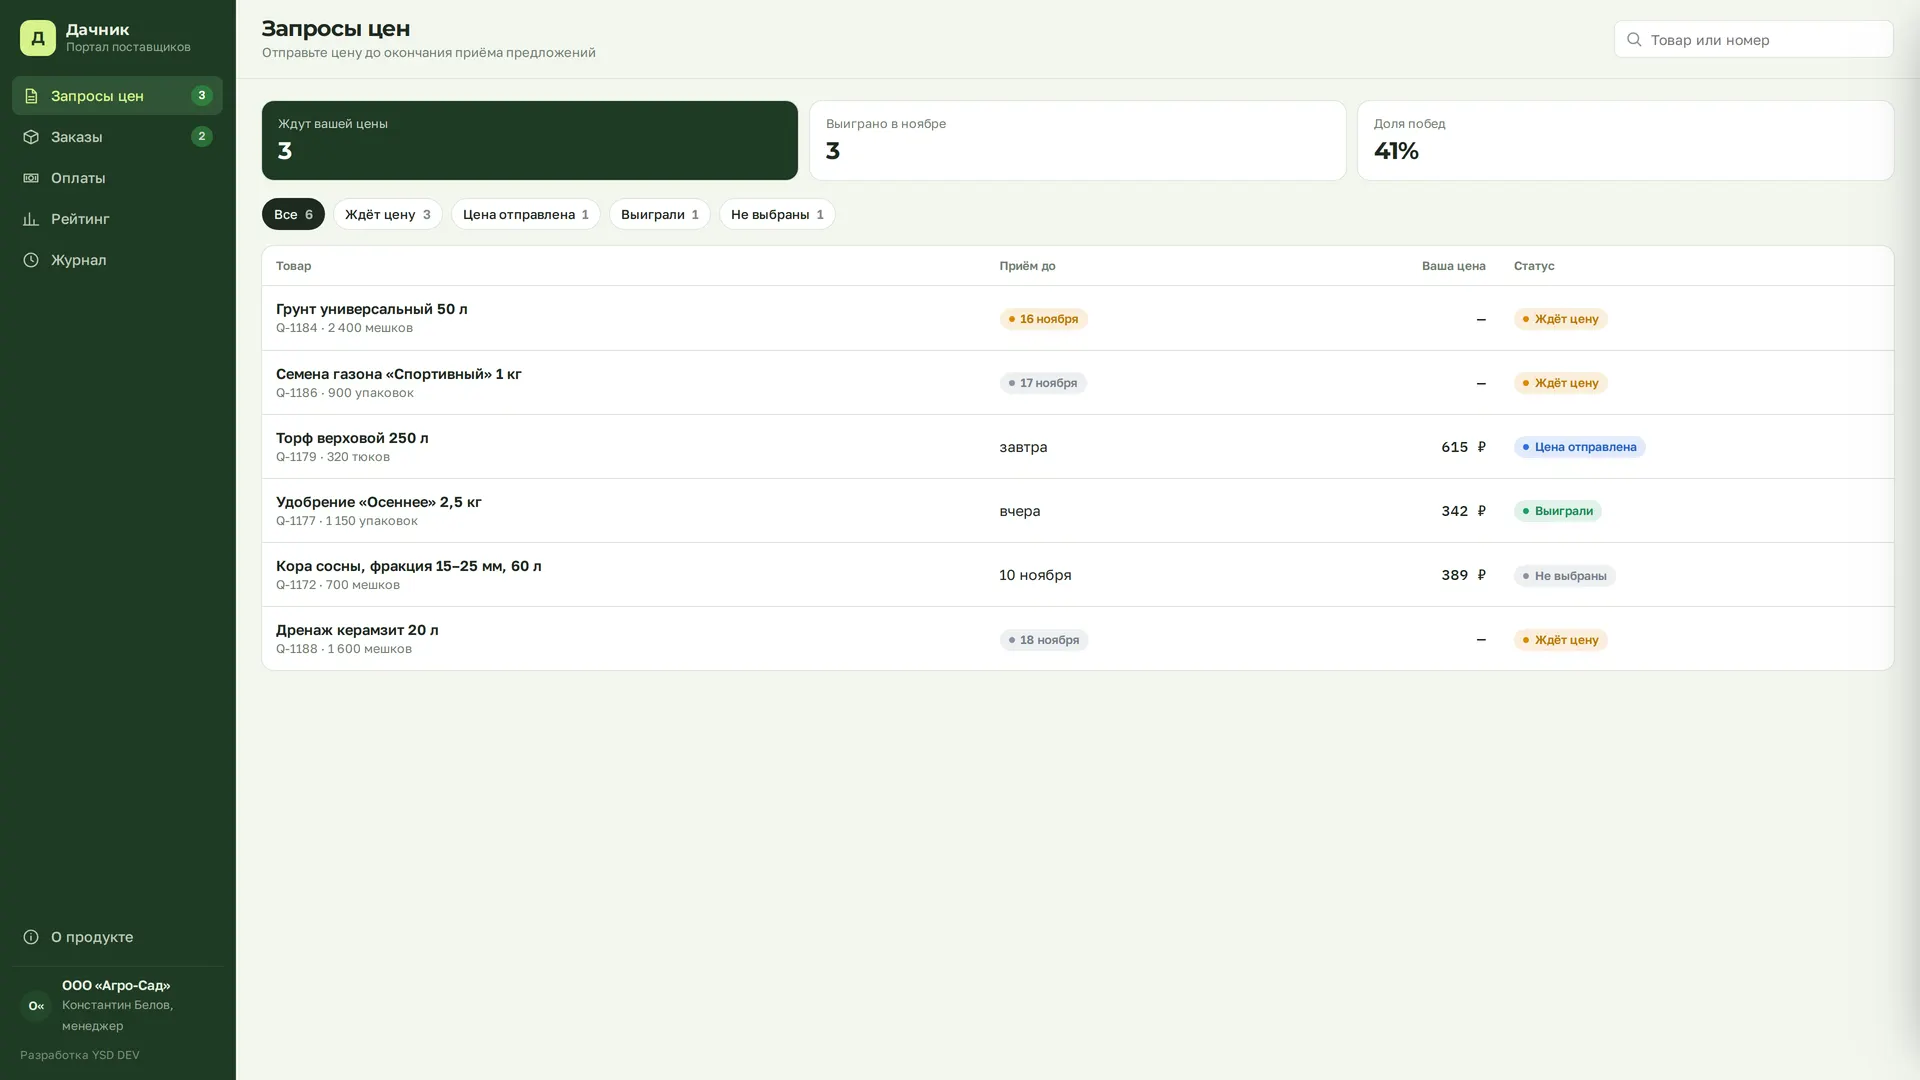 Д
Дачник
Портал поставщиков
Запросы цен 3
Заказы 2
Оплаты
Рейтинг
Журнал
О продукте
О«
ООО «Агро-Сад»
Константин Белов,
менеджер
Разработка YSD DEV
Запросы цен
Отправьте цену до окончания приёма предложений
Товар или номер
Ждут вашей цены
3
Выиграно в ноябре
3
Доля побед
41%
Все 6
Ждёт цену 3
Цена отправлена 1
Выиграли 1
Не выбраны 1
Товар Приём до Ваша цена Статус
Грунт универсальный 50 л
Q-1184 · 2 400 мешков
16 ноября – Ждёт цену
Семена газона «Спортивный» 1 кг
Q-1186 · 900 упаковок
17 ноября – Ждёт цену
Торф верховой 250 л
Q-1179 · 320 тюков
завтра 615 ₽ Цена отправлена
Удобрение «Осеннее» 2,5 кг
Q-1177 · 1 150 упаковок
вчера 342 ₽ Выиграли
Кора сосны, фракция 15–25 мм, 60 л
Q-1172 · 700 мешков
10 ноября 389 ₽ Не выбраны
Дренаж керамзит 20 л
Q-1188 · 1 600 мешков
18 ноября – Ждёт цену